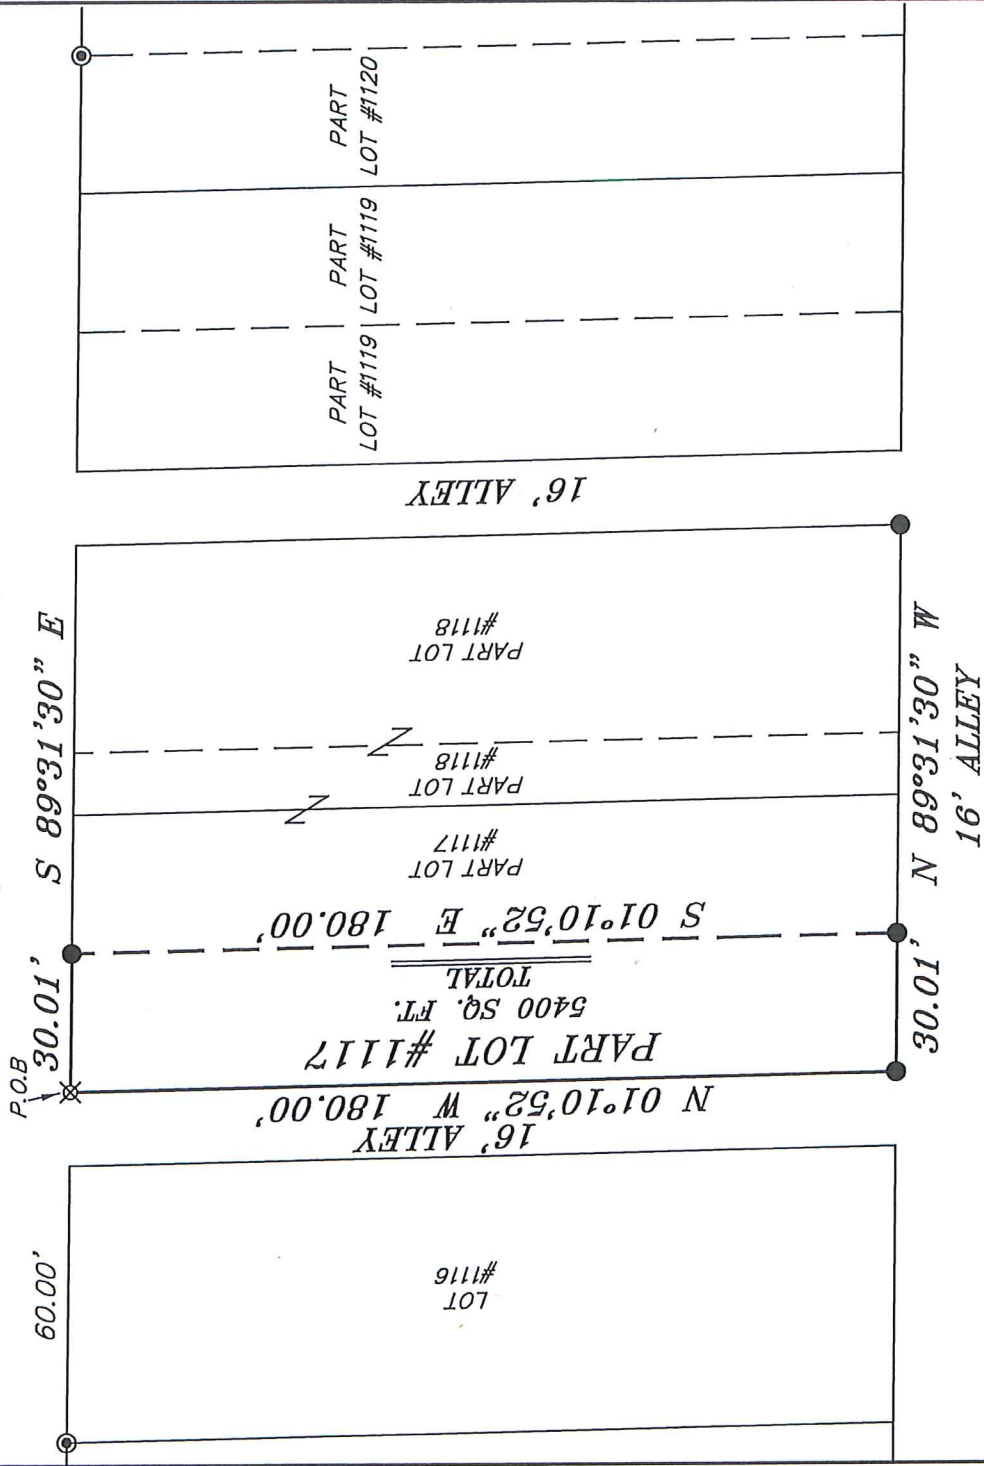 PART
LOT #1120
PART
LOT #1119
PART
LOT #1119
16' ALLEY
S 89°31'30" E
PART LOT
#1118
PART LOT
#1118
PART LOT
#1117
S 01°10'52" E 180.00'
N 89°31'30" W
16' ALLEY
30.01'
P.O.B
30.01'
PART LOT #1117
5400 SQ. FT.
TOTAL
N 01°10'52" W 180.00'
16' ALLEY
60.00'
LOT
#1116